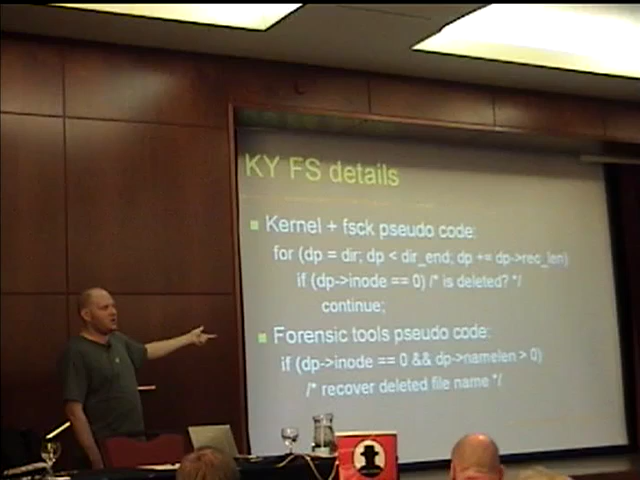 KY FS details
Kernel + fsck pseudo code:
for (dp = dir; dp < dir_end; dp += dp->rec_len)
if (dp->inode == 0) /* is deleted? */
continue;
Forensic tools pseudo code:
if (dp->inode == 0 && dp->namelen > 0)
/* recover deleted file name */